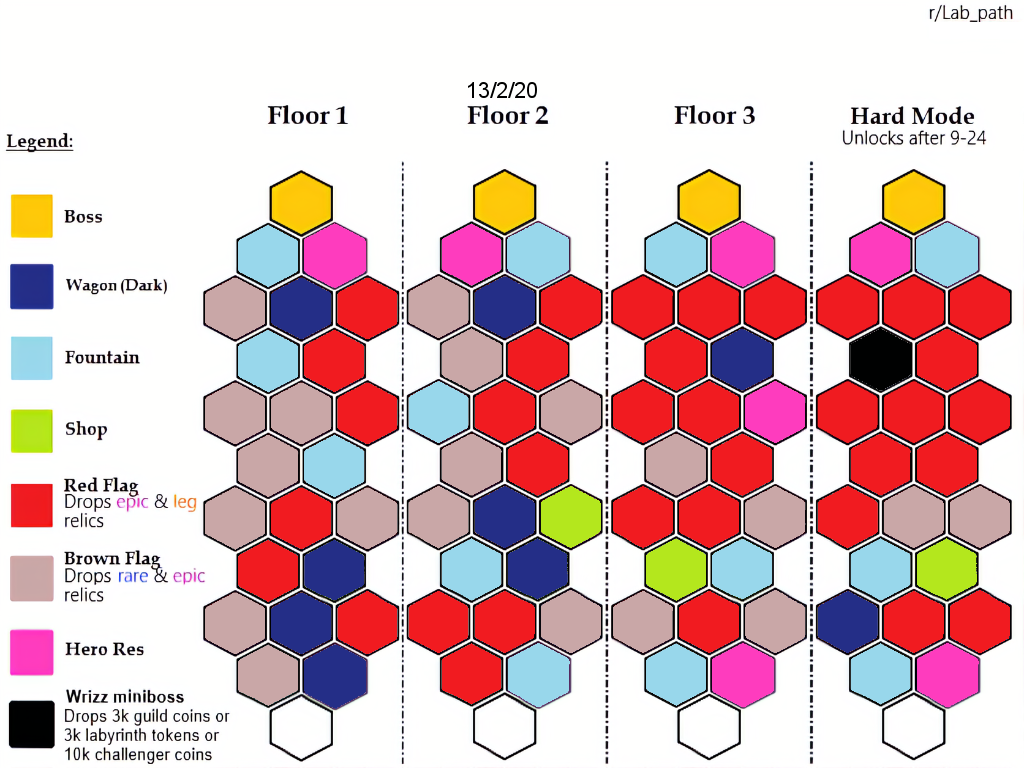 r/Lab_path
13/2/20
Floor 1
Floor 2
Floor 3
Hard Mode
Unlocks after 9-24
Legend:
Boss
Wagon (Dark)
Fountain
Shop
Red Flag
Drops epic & leg
relics
Brown Flag
Drops rare & epic
relics
Hero Res
Wrizz miniboss
Drops 3k guild coins or
3k labyrinth tokens or
10k challenger coins